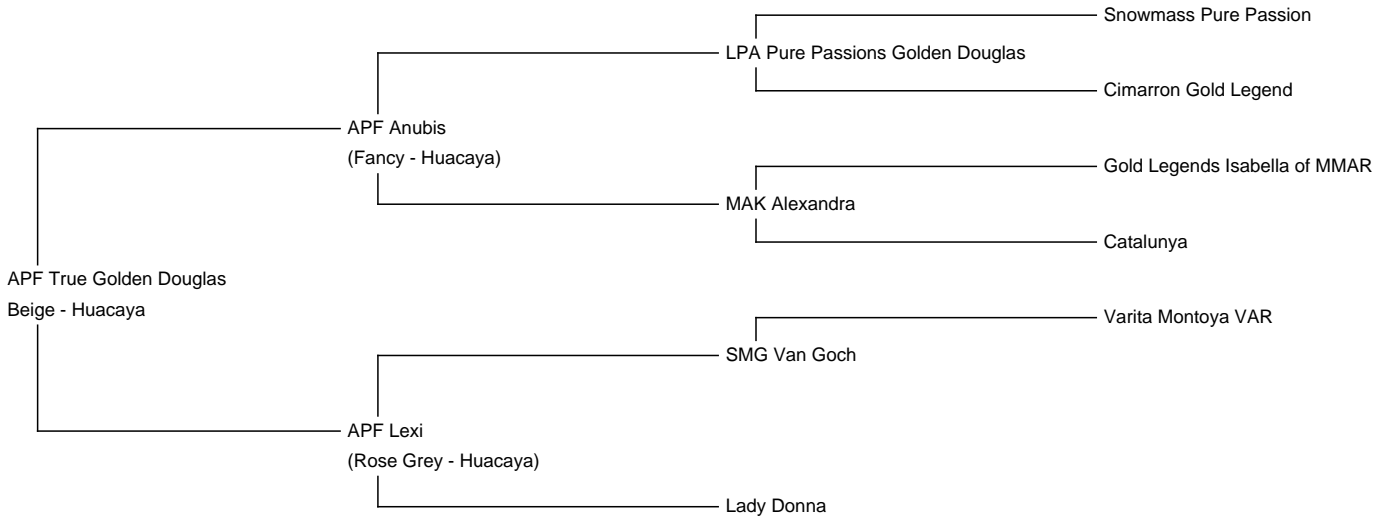 Snowmass Pure Passion
LPA Pure Passions Golden Douglas
Cimarron Gold Legend
APF Anubis
(Fancy - Huacaya)
Gold Legends Isabella of MMAR
MAK Alexandra
Catalunya
APF True Golden Douglas
Beige - Huacaya
Varita Montoya VAR
SMG Van Goch
APF Lexi
(Rose Grey - Huacaya)
Lady Donna